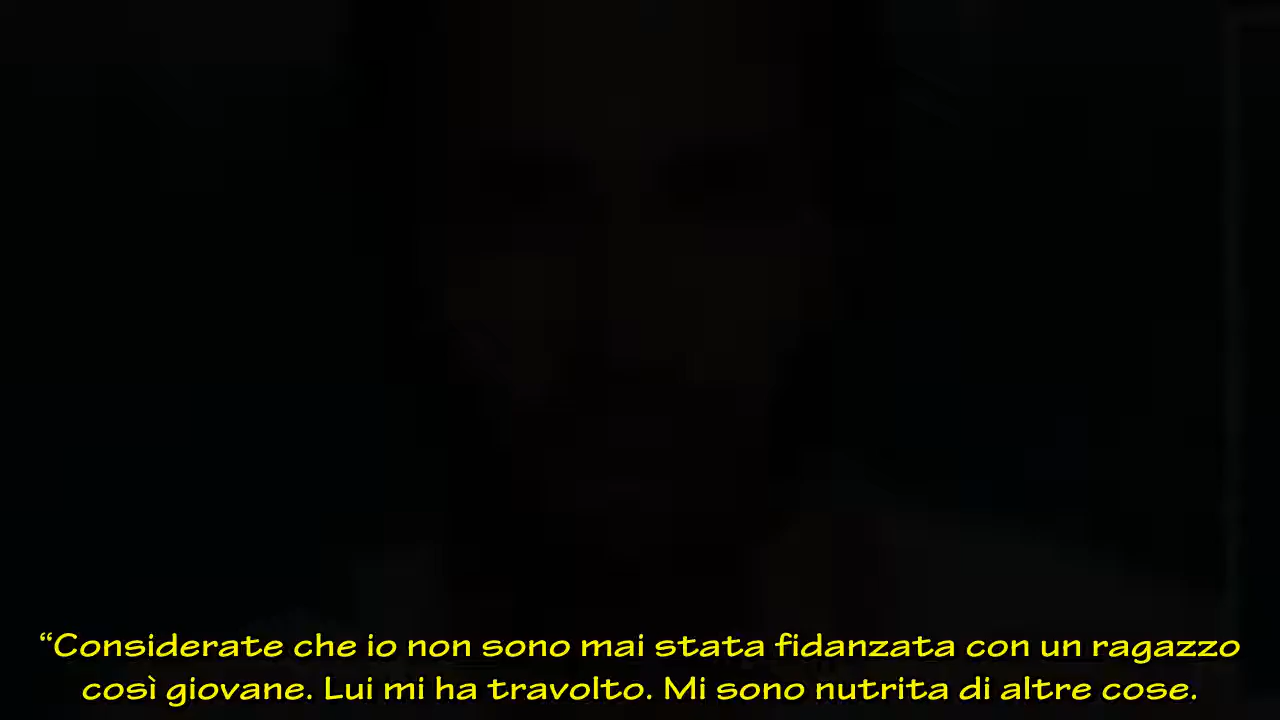 “Considerate che io non sono mai stata fidanzata con un ragazzo
così giovane. Lui mi ha travolto. Mi sono nutrita di altre cose.